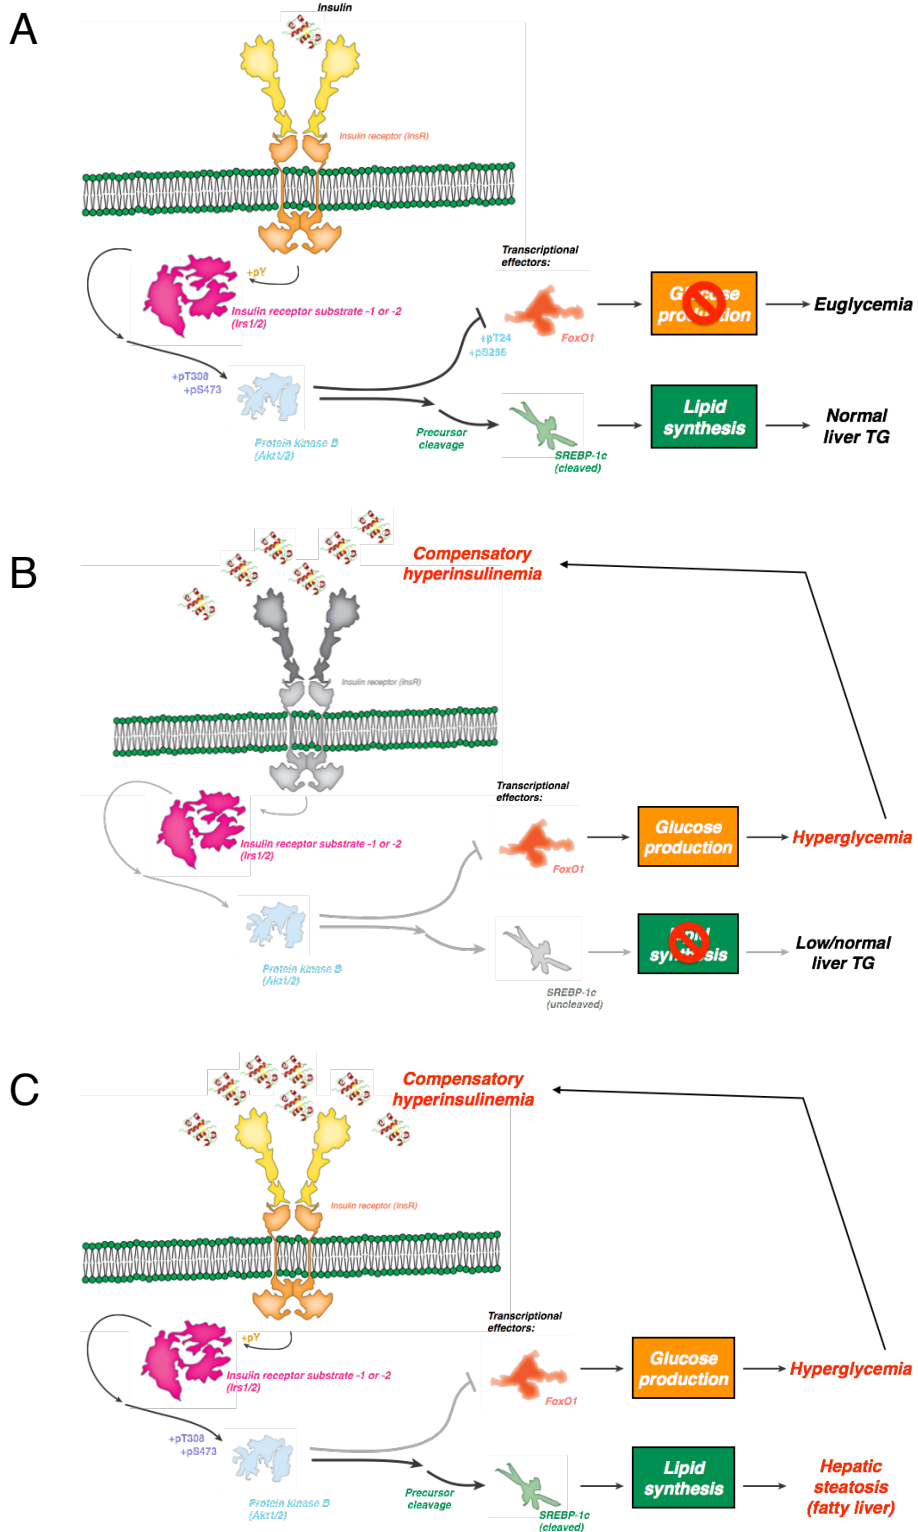 A
Insulin
Insulin receptor (InsR)
+pY
Insulin receptor substrate -1 or -2
(Irs1/2)
+pT308
+pS473
Protein kinase B
(Akt1/2)
Transcriptional
effectors:
+pT24
+pS256
FoxO1
Glucose
production
Euglycemia
Precursor
cleavage
SREBP-1c
(cleaved)
Lipid
synthesis
Normal
liver TG
B
Compensatory
hyperinsulinemia
Insulin receptor (InsR)
Insulin receptor substrate -1 or -2
(Irs1/2)
Protein kinase B
(Akt1/2)
Transcriptional
effectors:
FoxO1
Glucose
production
Hyperglycemia
SREBP-1c
(uncleaved)
Lipid
synthesis
Low/normal
liver TG
C
Compensatory
hyperinsulinemia
Insulin receptor (InsR)
+pY
Insulin receptor substrate -1 or -2
(Irs1/2)
+pT308
+pS473
Protein kinase B
(Akt1/2)
Transcriptional
effectors:
FoxO1
Glucose
production
Hyperglycemia
Precursor
cleavage
SREBP-1c
(cleaved)
Lipid
synthesis
Hepatic
steatosis
(fatty liver)